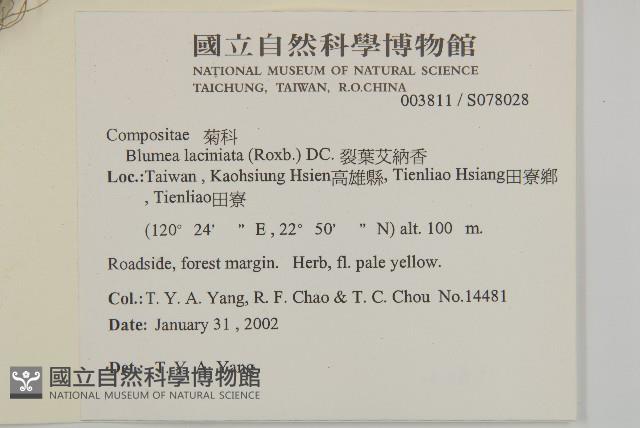 國立自然科學博物館
NATIONAL MUSEUM OF NATURAL SCIENCE
TAICHUNG, TAIWAN, R.O.CHINA
003811 / S078028
Compositae 菊科
Blumea laciniata (Roxb.) DC. 裂葉艾納香
Loc.:Taiwan , Kaohsiung Hsien高雄縣, Tienliao Hsiang田寮鄉
, Tienliao田寮
(120° 24′ ″ E , 22° 50′ ″ N) alt. 100 m.
Roadside, forest margin. Herb, fl. pale yellow.
Col.:T. Y. A. Yang, R. F. Chao & T. C. Chou No.14481
Date: January 31 , 2002
Det.: T. Y. A. Yang
國立自然科學博物館
NATIONAL MUSEUM OF NATURAL SCIENCE